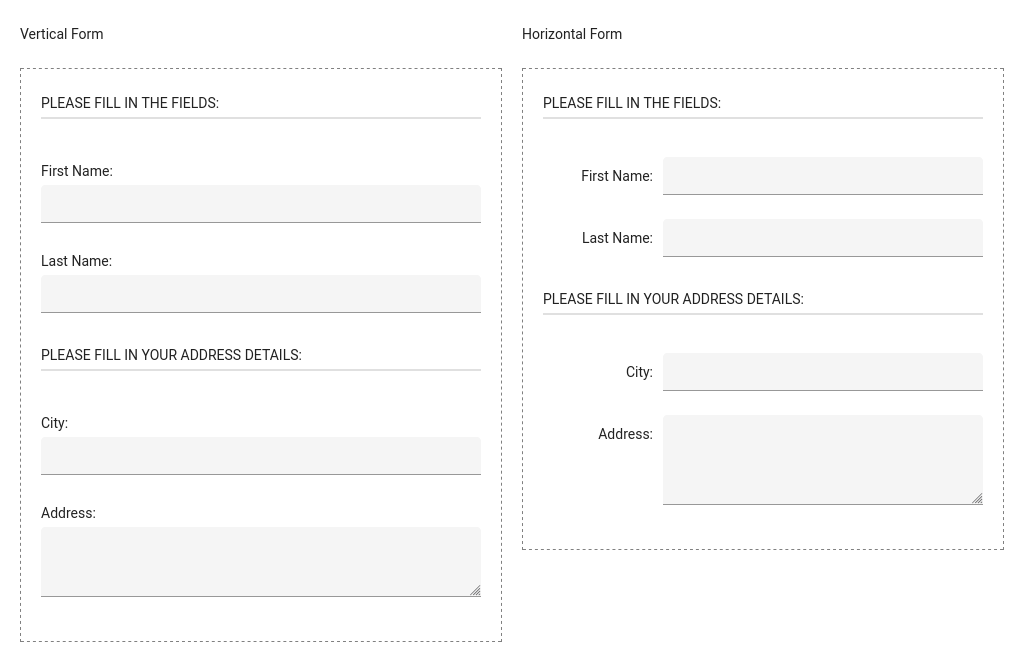 Vertical Form
PLEASE FILL IN THE FIELDS:
First Name:
Last Name:
PLEASE FILL IN YOUR ADDRESS DETAILS:
City:
Address:
Horizontal Form
PLEASE FILL IN THE FIELDS:
First Name:
Last Name:
PLEASE FILL IN YOUR ADDRESS DETAILS:
City:
Address: